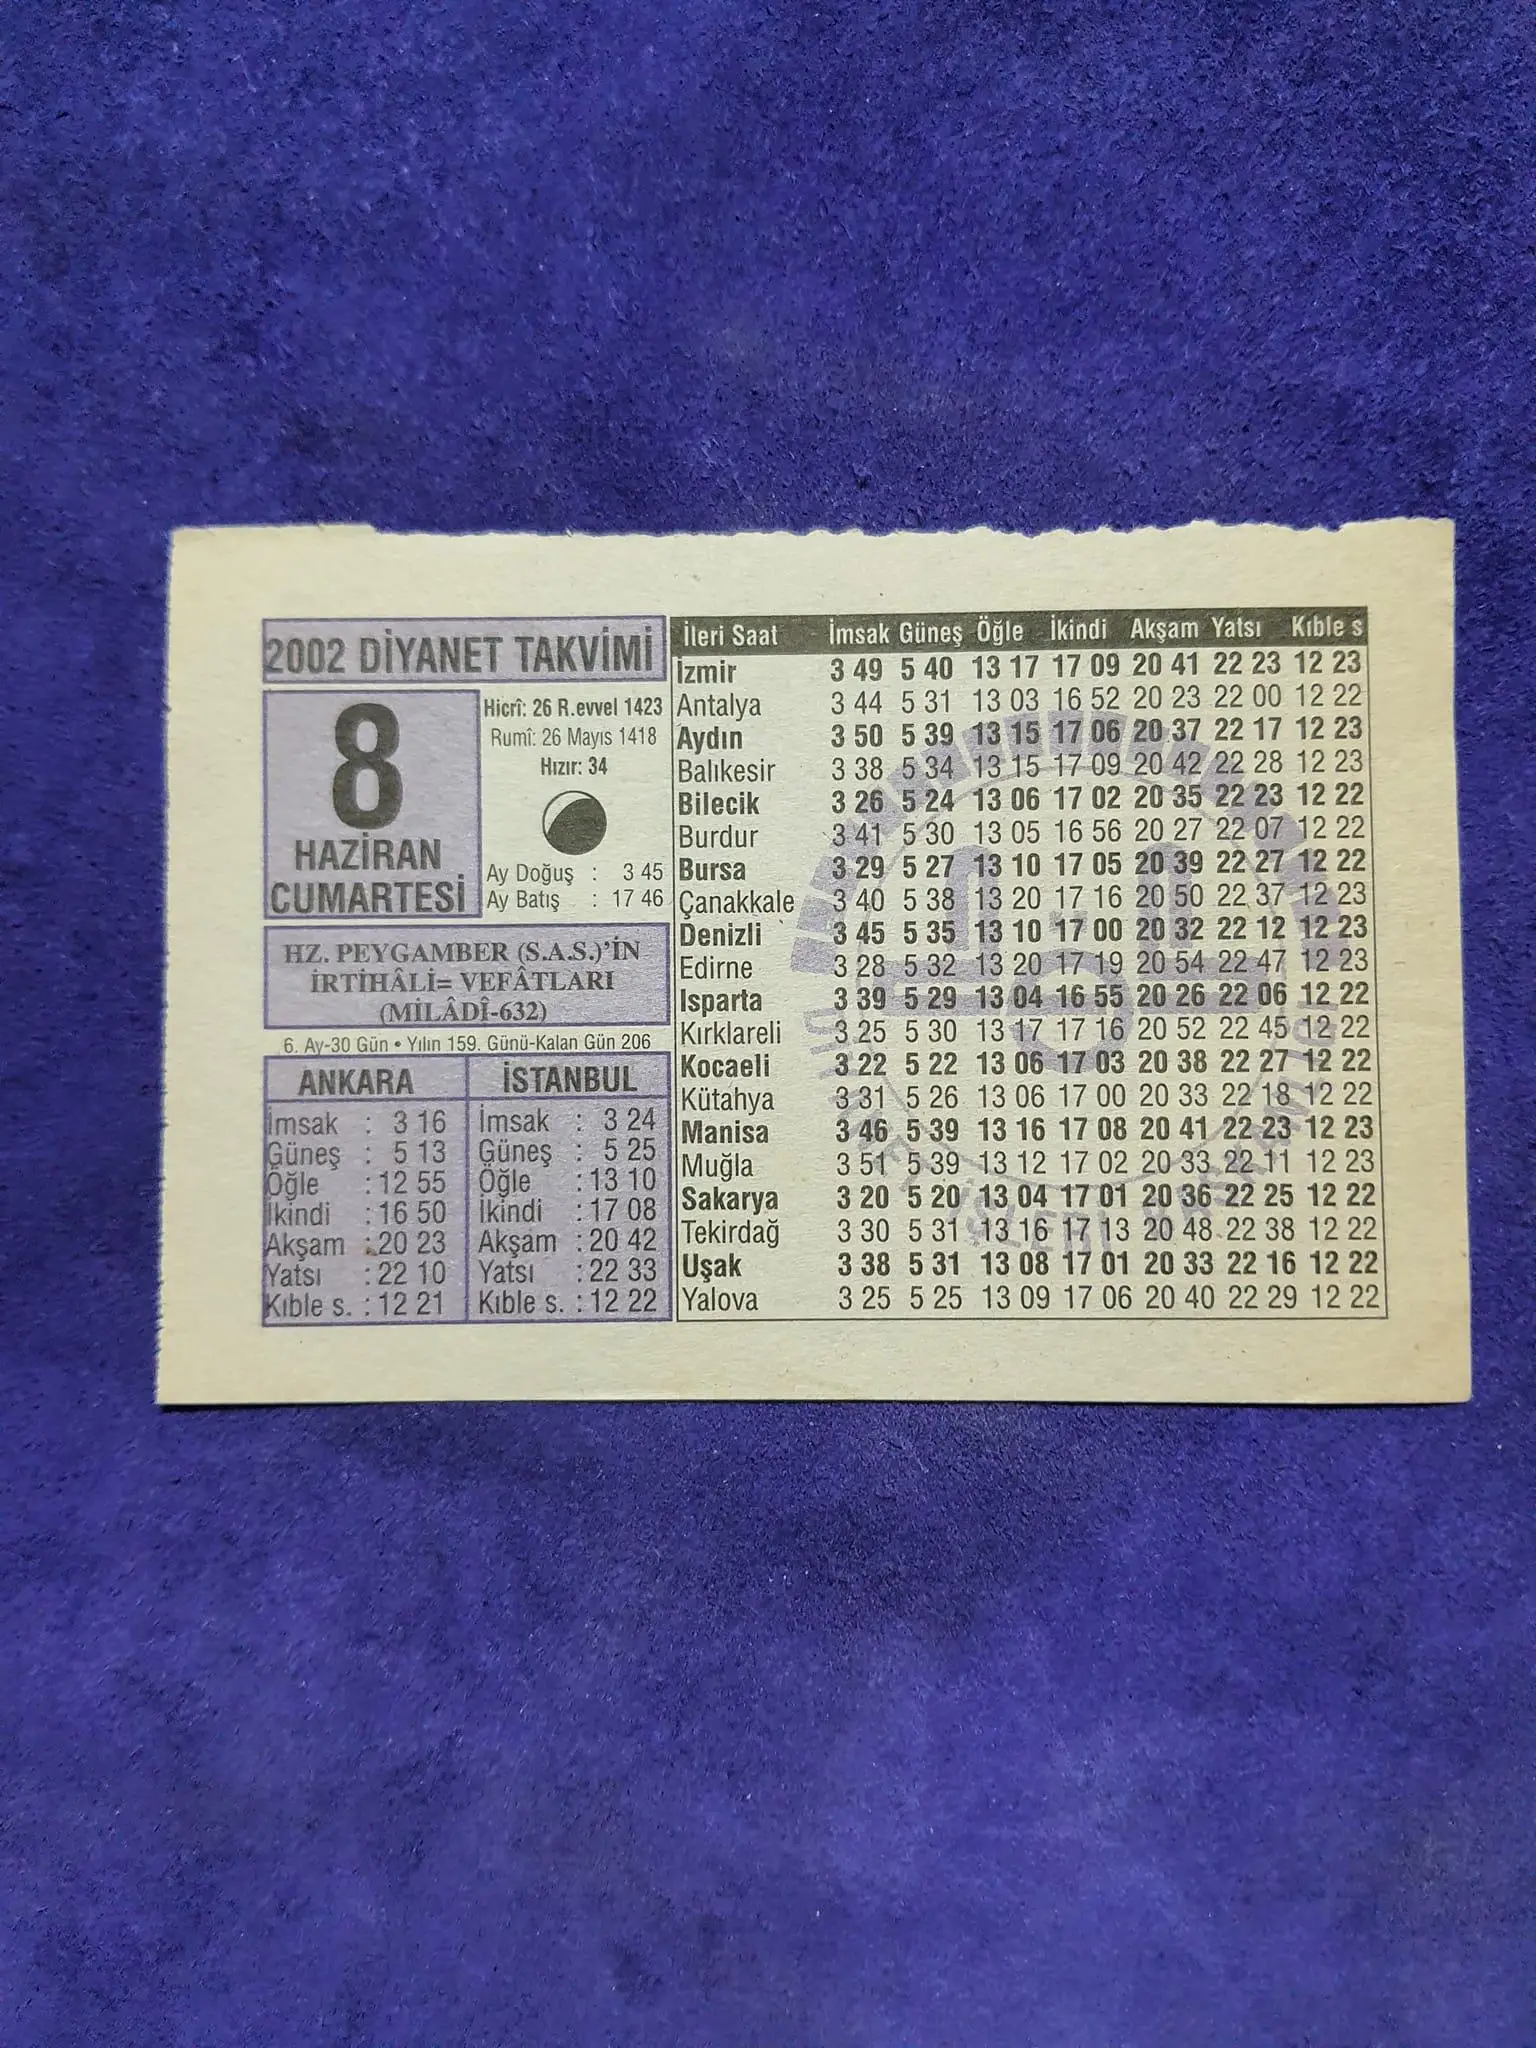 2002 DİYANET TAKVİMİ
8
HAZİRAN
CUMARTESİ
Hicrî: 26 R.evvel 1423
Rumî: 26 Mayıs 1418
Hızır: 34
Ay Doğuş : 3 45
Ay Batış : 17 46
HZ. PEYGAMBER (S.A.S.)'İN
İRTİHÂLİ= VEFÂTLARI
(MİLÂDÎ-632)
6. Ay-30 Gün • Yılın 159. Günü-Kalan Gün 206
ANKARA
İmsak : 3 16
Güneş : 5 13
Öğle : 12 55
İkindi : 16 50
Akşam : 20 23
Yatsı : 22 10
Kıble s. : 12 21
İSTANBUL
İmsak : 3 24
Güneş : 5 25
Öğle : 13 10
İkindi : 17 08
Akşam : 20 42
Yatsı : 22 33
Kıble s. : 12 22
İleri Saat İmsak Güneş Öğle İkindi Akşam Yatsı Kıble s
İzmir 3 49 5 40 13 17 17 09 20 41 22 23 12 23
Antalya 3 44 5 31 13 03 16 52 20 23 22 00 12 22
Aydın 3 50 5 39 13 15 17 06 20 37 22 17 12 23
Balıkesir 3 38 5 34 13 15 17 09 20 42 22 28 12 23
Bilecik 3 26 5 24 13 06 17 02 20 35 22 23 12 22
Burdur 3 41 5 30 13 05 16 56 20 27 22 07 12 22
Bursa 3 29 5 27 13 10 17 05 20 39 22 27 12 22
Çanakkale 3 40 5 38 13 20 17 16 20 50 22 37 12 23
Denizli 3 45 5 35 13 10 17 00 20 32 22 12 12 23
Edirne 3 28 5 32 13 20 17 19 20 54 22 47 12 23
Isparta 3 39 5 29 13 04 16 55 20 26 22 06 12 22
Kırklareli 3 25 5 30 13 17 17 16 20 52 22 45 12 22
Kocaeli 3 22 5 22 13 06 17 03 20 38 22 27 12 22
Kütahya 3 31 5 26 13 06 17 00 20 33 22 18 12 22
Manisa 3 46 5 39 13 16 17 08 20 41 22 23 12 23
Muğla 3 51 5 39 13 12 17 02 20 33 22 11 12 23
Sakarya 3 20 5 20 13 04 17 01 20 36 22 25 12 22
Tekirdağ 3 30 5 31 13 16 17 13 20 48 22 38 12 22
Uşak 3 38 5 31 13 08 17 01 20 33 22 16 12 22
Yalova 3 25 5 25 13 09 17 06 20 40 22 29 12 22